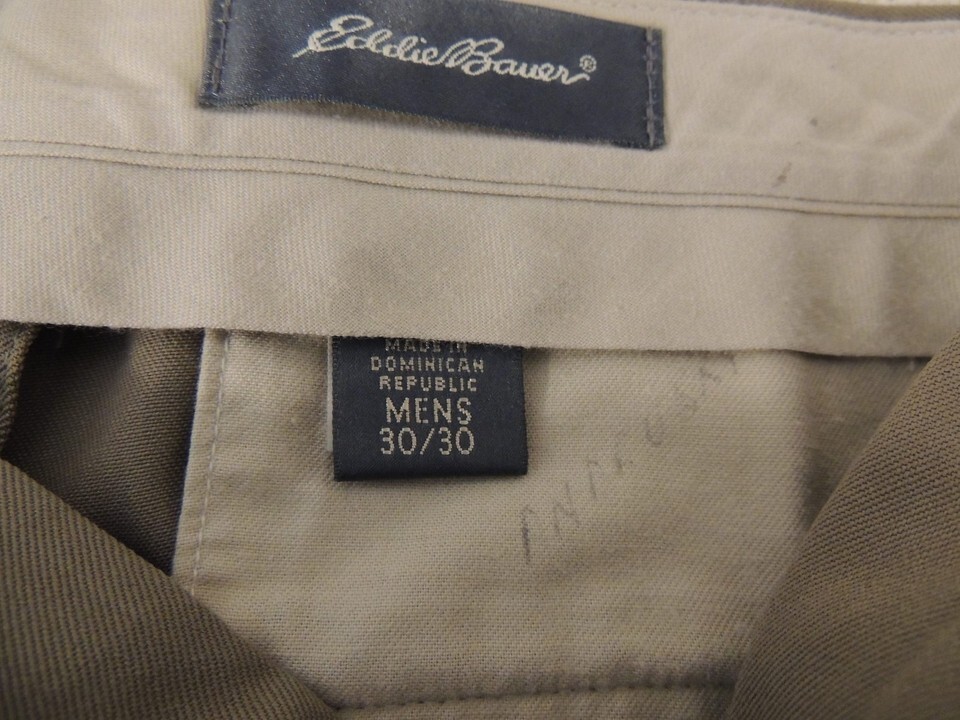 Eddie Bauer®
MADE IN
DOMINICAN
REPUBLIC
MENS
30/30